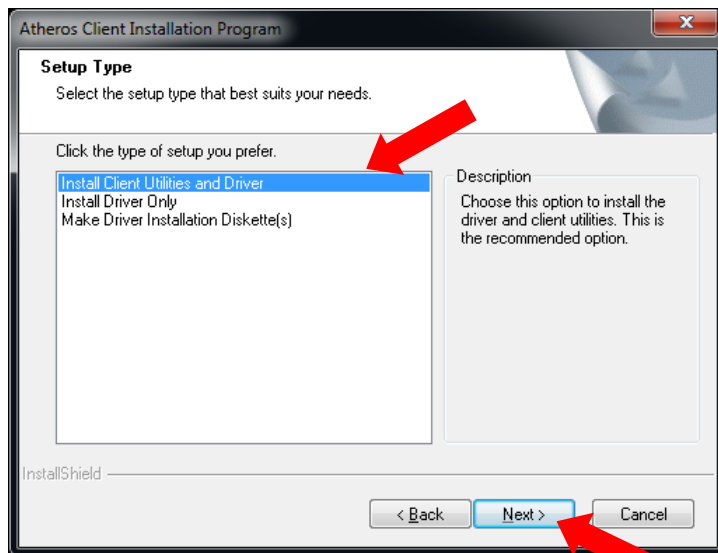 Atheros Client Installation Program
Setup Type
Select the setup type that best suits your needs.
Click the type of setup you prefer.
Install Client Utilities and Driver
Install Driver Only
Make Driver Installation Diskette(s)
Description
Choose this option to install the
driver and client utilities. This is
the recommended option.
InstallShield
< Back
Next >
Cancel